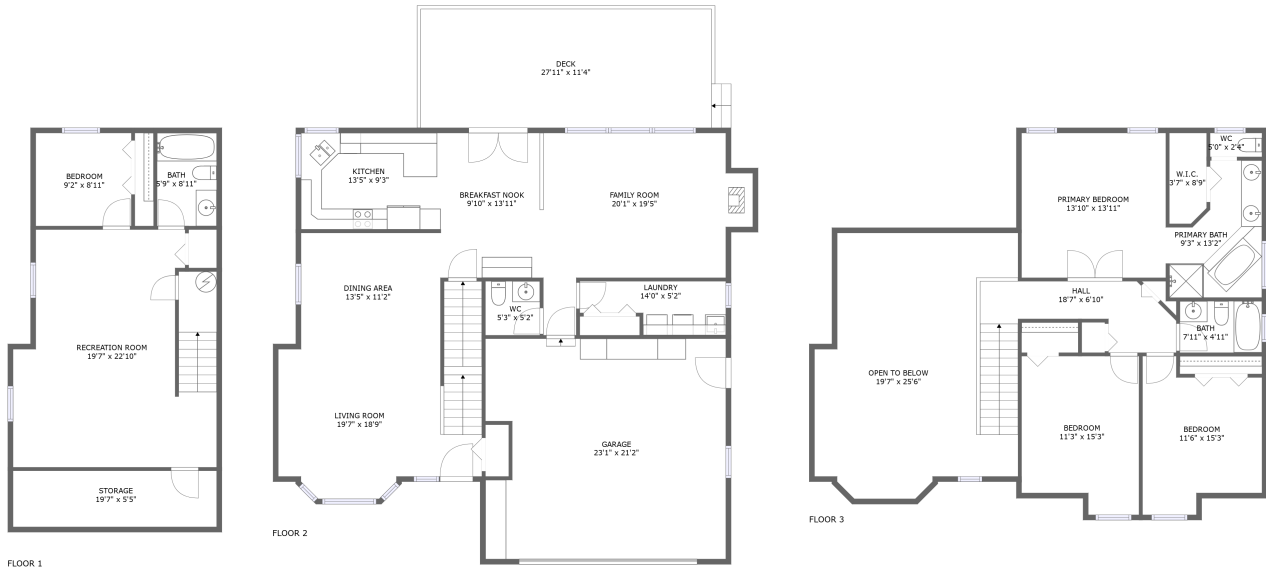 BEDROOM
9'2" x 8'11"
BATH
5'9" x 8'11"
RECREATION ROOM
19'7" x 22'10"
STORAGE
19'7" x 5'5"
FLOOR 1
DECK
27'11" x 11'4"
KITCHEN
13'5" x 9'3"
BREAKFAST NOOK
9'10" x 13'11"
FAMILY ROOM
20'1" x 19'5"
DINING AREA
13'5" x 11'2"
WC
5'3" x 5'2"
LAUNDRY
14'0" x 5'2"
LIVING ROOM
19'7" x 18'9"
GARAGE
23'1" x 21'2"
FLOOR 2
WC
5'0" x 2'4"
W.I.C.
3'7" x 8'9"
PRIMARY BEDROOM
13'10" x 13'11"
PRIMARY BATH
9'3" x 13'2"
HALL
18'7" x 6'10"
BATH
7'11" x 4'11"
OPEN TO BELOW
19'7" x 25'6"
BEDROOM
11'3" x 15'3"
BEDROOM
11'6" x 15'3"
FLOOR 3